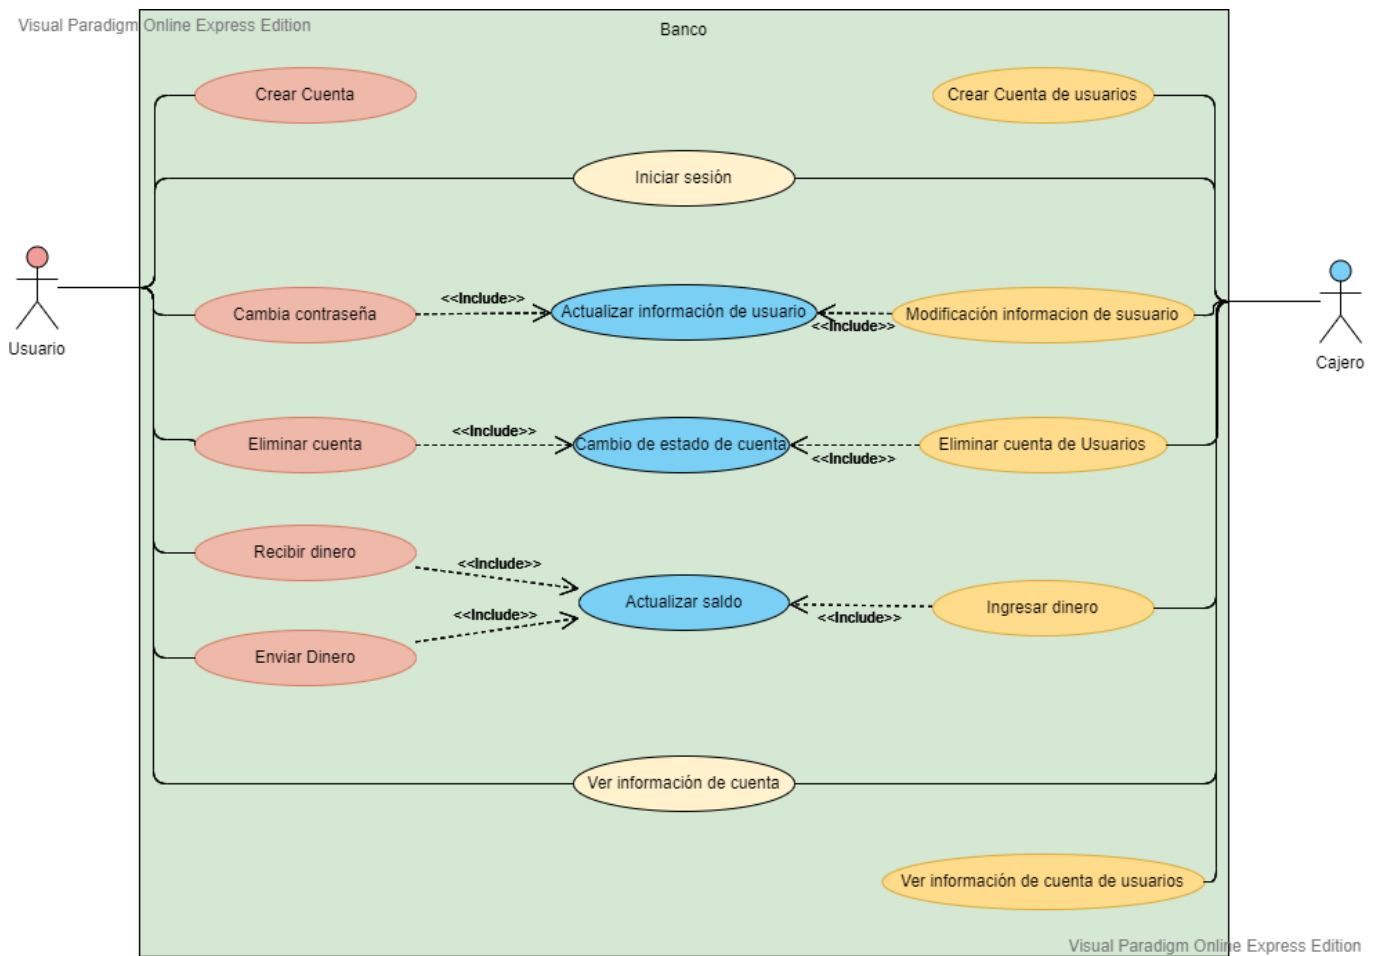 Visual Paradigm Online Express Edition
Banco
Crear Cuenta
Crear Cuenta de usuarios
Iniciar sesión
Usuario
Cajero
Cambia contraseña
<<Include>>
Actualizar información de usuario
<<Include>>
Modificación informacion de susuario
Eliminar cuenta
<<Include>>
Cambio de estado de cuenta
<<Include>>
Eliminar cuenta de Usuarios
Recibir dinero
<<Include>>
Actualizar saldo
<<Include>>
Ingresar dinero
<<Include>>
Enviar Dinero
Ver información de cuenta
Ver información de cuenta de usuarios
Visual Paradigm Online Express Edition